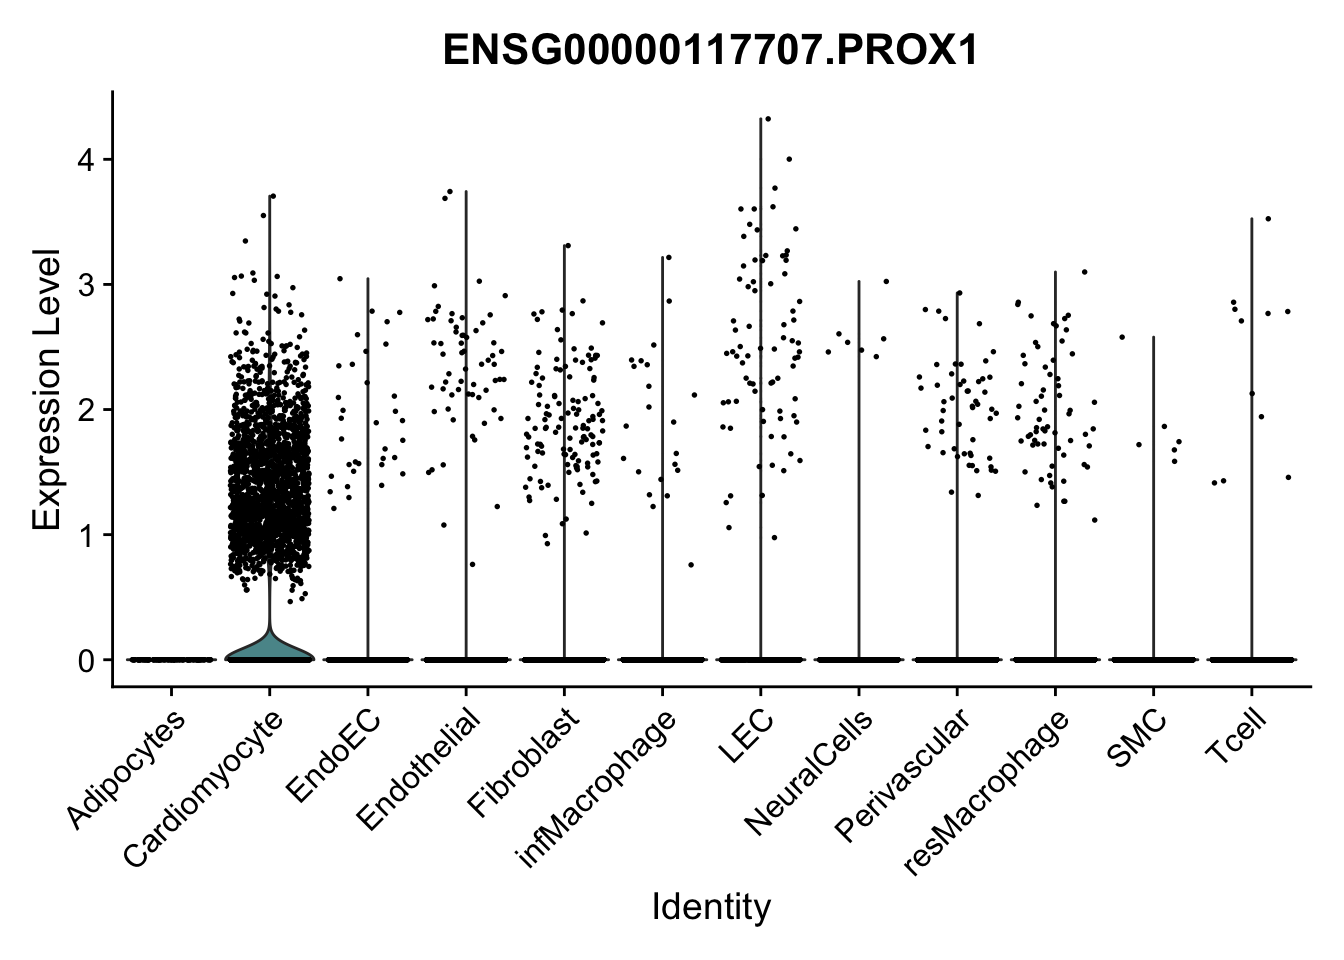 ENSG00000117707.PROX1
Expression Level
4
3
2
1
0
Adipocytes
Cardiomyocyte
EndoEC
Endothelial
Fibroblast
infMacrophage
LEC
NeuralCells
Perivascular
resMacrophage
SMC
Tcell
Identity